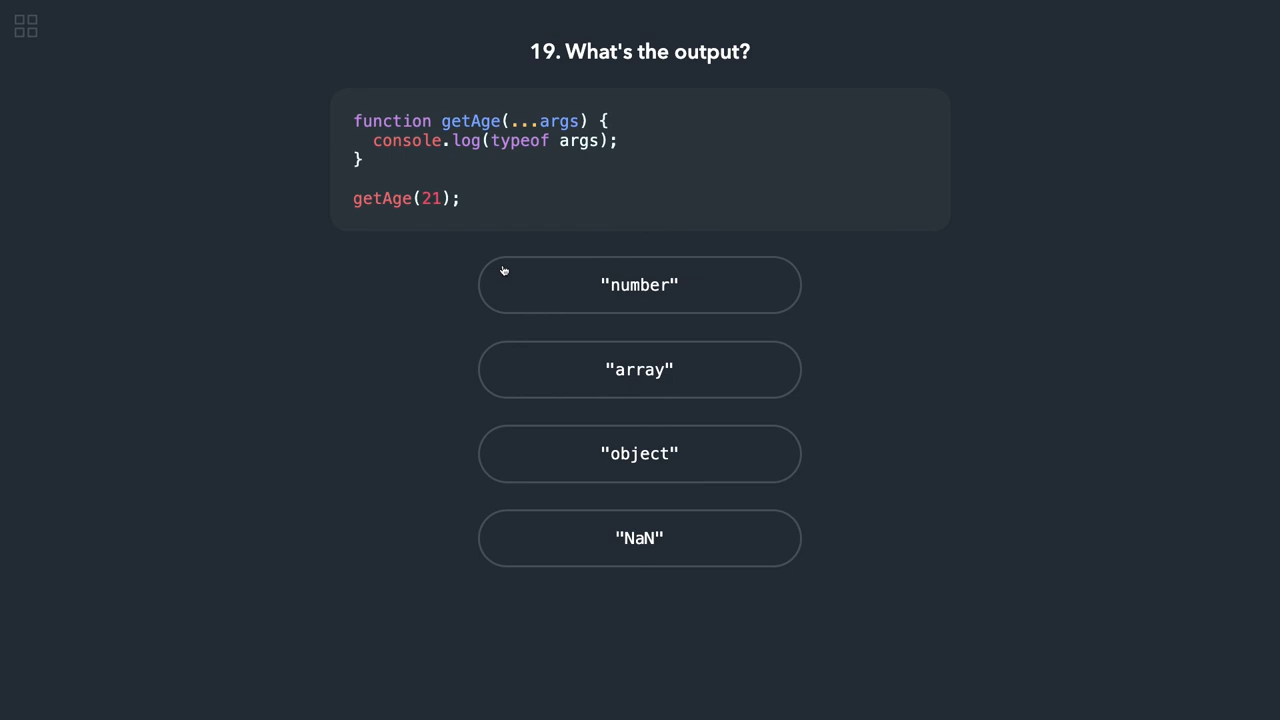 19. What's the output?
function getAge(...args) {
  console.log(typeof args);
}
getAge(21);
"number"
"array"
"object"
"NaN"